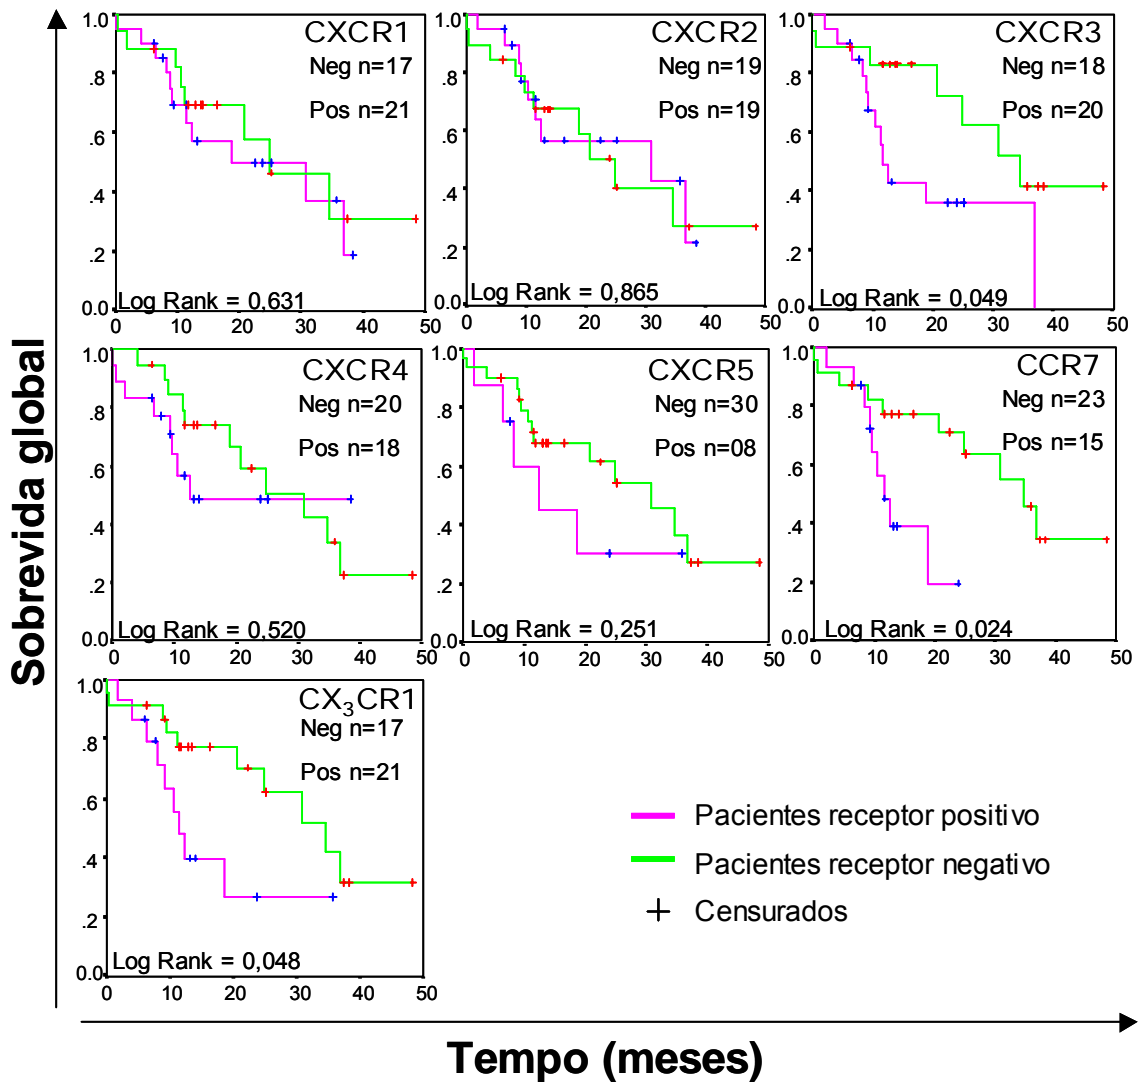 Sobrevida global
1.0
.8
.6
.4
.2
0.0
CXCR1
Neg n=17
Pos n=21
Log Rank = 0,631
0 10 20 30 40 50
1.0
.8
.6
.4
.2
0.0
CXCR2
Neg n=19
Pos n=19
Log Rank = 0,865
0 10 20 30 40 50
1.0
.8
.6
.4
.2
0.0
CXCR3
Neg n=18
Pos n=20
Log Rank = 0,049
0 10 20 30 40 50
1.0
.8
.6
.4
.2
0.0
CXCR4
Neg n=20
Pos n=18
Log Rank = 0,520
0 10 20 30 40 50
1.0
.8
.6
.4
.2
0.0
CXCR5
Neg n=30
Pos n=08
Log Rank = 0,251
0 10 20 30 40 50
1.0
.8
.6
.4
.2
0.0
CCR7
Neg n=23
Pos n=15
Log Rank = 0,024
0 10 20 30 40 50
1.0
.8
.6
.4
.2
0.0
CX₃CR1
Neg n=17
Pos n=21
Log Rank = 0,048
0 10 20 30 40 50
Pacientes receptor positivo
Pacientes receptor negativo
Censurados
Tempo (meses)